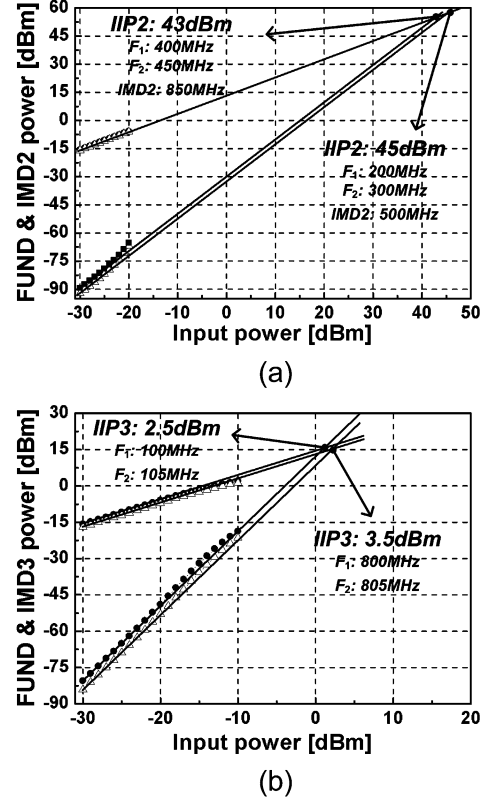 FUND & IMD2 power [dBm]
60
45
30
15
0
-15
-30
-45
-60
-75
-90
IIP2: 43dBm
F1: 400MHz
F2: 450MHz
IMD2: 850MHz
IIP2: 45dBm
F1: 200MHz
F2: 300MHz
IMD2: 500MHz
-30 -20 -10 0 10 20 30 40 50
Input power [dBm]
(a)
FUND & IMD3 power [dBm]
30
15
0
-15
-30
-45
-60
-75
-90
IIP3: 2.5dBm
F1: 100MHz
F2: 105MHz
IIP3: 3.5dBm
F1: 800MHz
F2: 805MHz
-30 -20 -10 0 10 20
Input power [dBm]
(b)